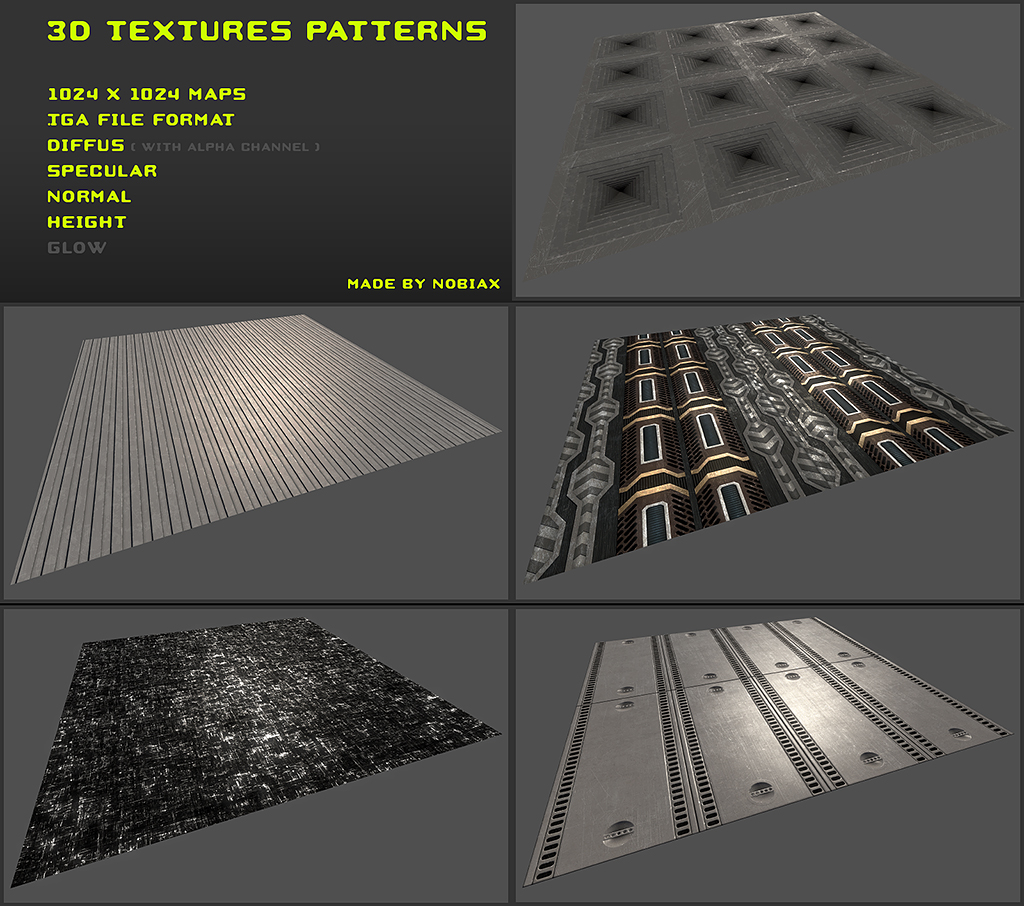 3D TEXTURES PATTERNS
1024 X 1024 MAPS
TGA FILE FORMAT
DIFFUS ( WITH ALPHA CHANNEL )
SPECULAR
NORMAL
HEIGHT
GLOW
MADE BY NOBIAX